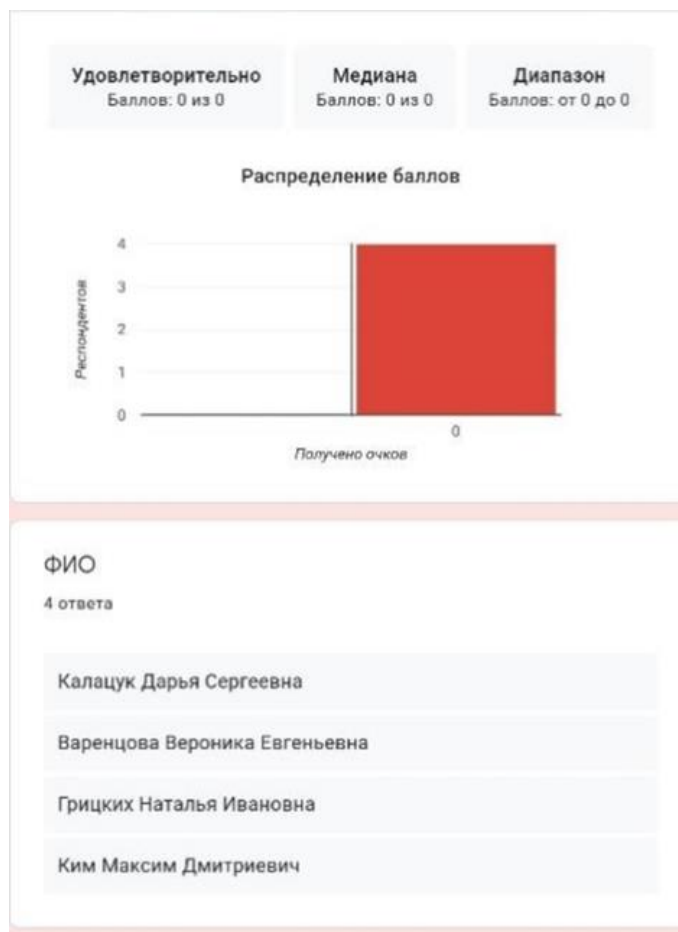 Удовлетворительно
Баллов: 0 из 0
Медиана
Баллов: 0 из 0
Диапазон
Баллов: от 0 до 0
Распределение баллов
4
3
2
1
0
Респондентов
0
Получено очков
ФИО
4 ответа
Калацук Дарья Сергеевна
Варенцова Вероника Евгеньевна
Грицких Наталья Ивановна
Ким Максим Дмитриевич